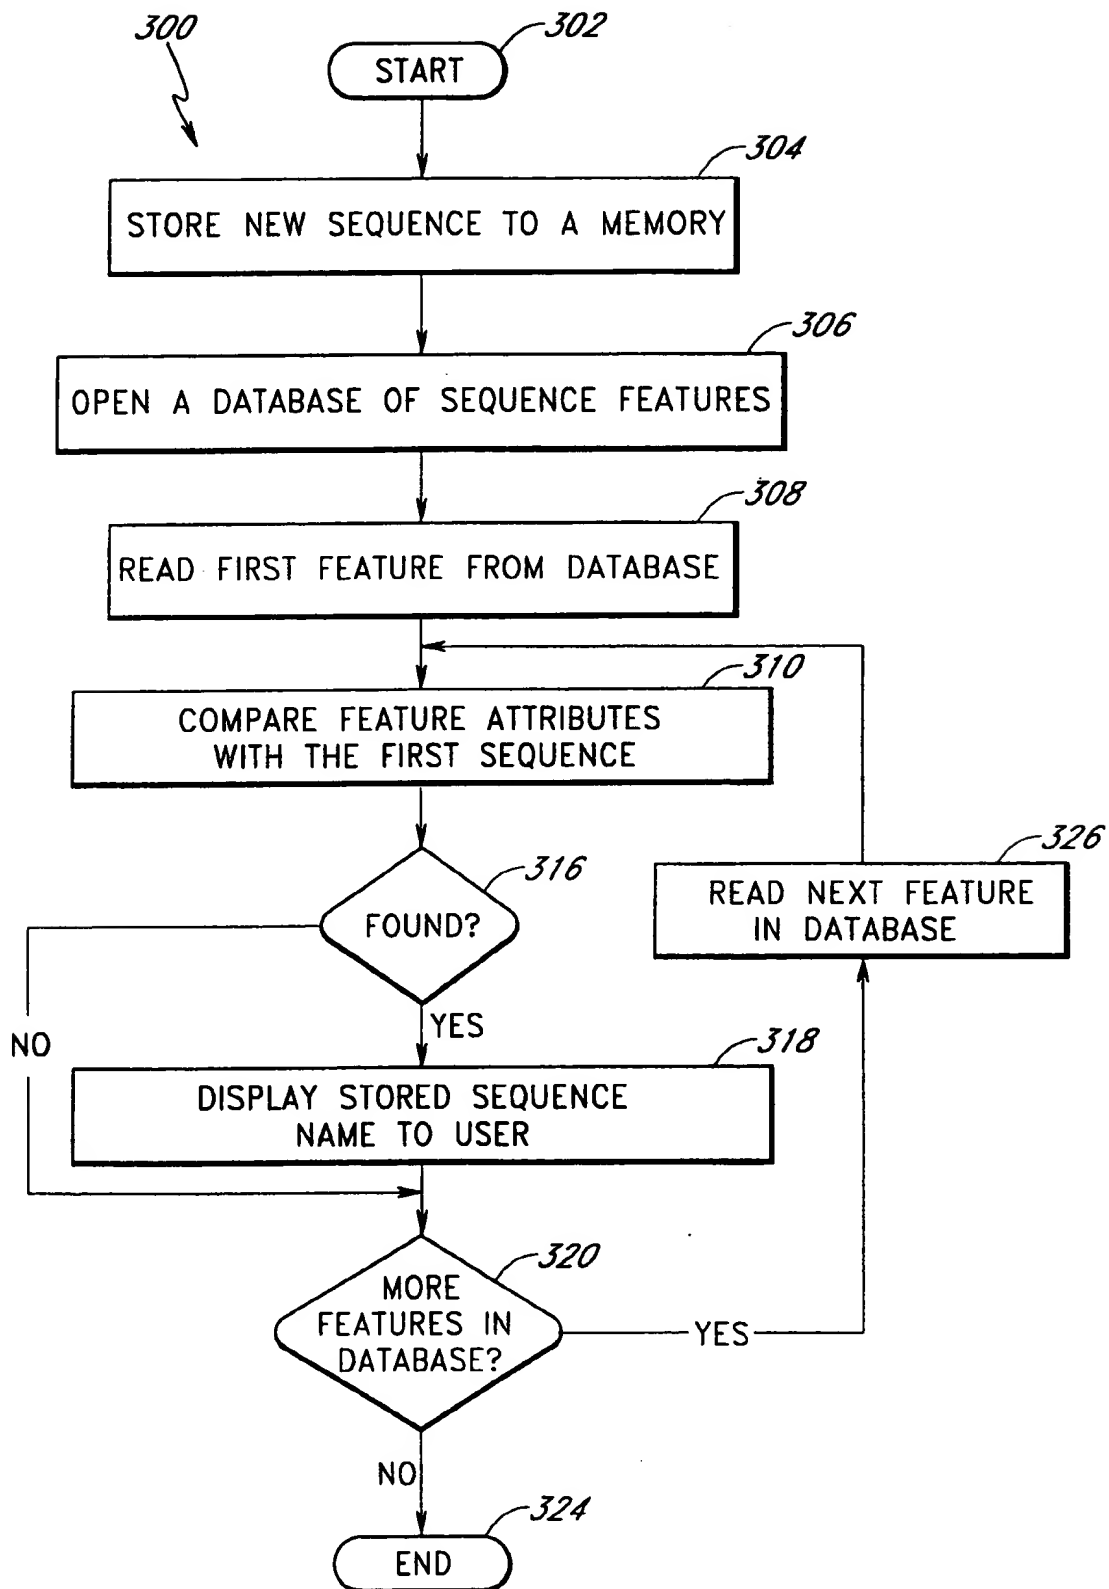 300
302
START
304
STORE NEW SEQUENCE TO A MEMORY
306
OPEN A DATABASE OF SEQUENCE FEATURES
308
READ FIRST FEATURE FROM DATABASE
310
COMPARE FEATURE ATTRIBUTES
WITH THE FIRST SEQUENCE
316
FOUND?
326
READ NEXT FEATURE
IN DATABASE
NO
YES
318
DISPLAY STORED SEQUENCE
NAME TO USER
320
MORE
FEATURES IN
DATABASE?
YES
NO
324
END